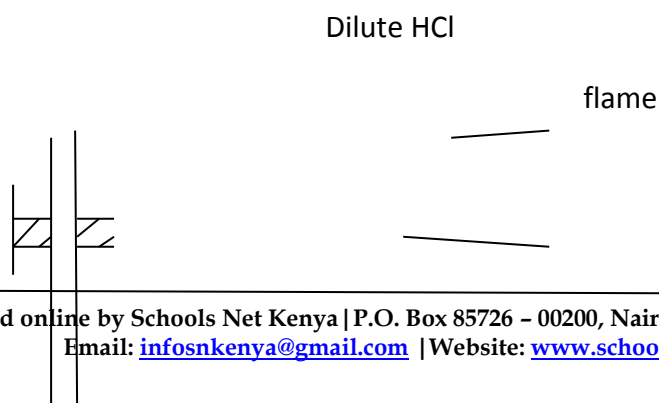 Dilute HCl
flame
d online by Schools Net Kenya|P.O. Box 85726 – 00200, Nair
Email: infosnkenya@gmail.com |Website: www.schoo